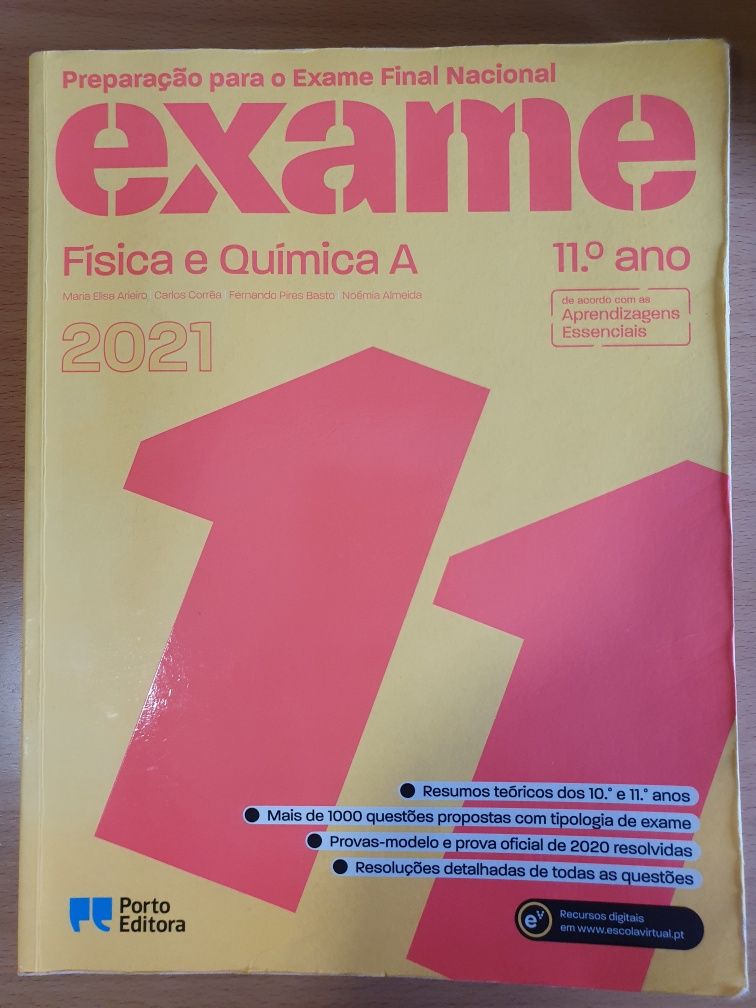 Preparação para o Exame Final Nacional
exame
Física e Química A
11.º ano
Maria Elisa Arieiro | Carlos Corrêa | Fernando Pires Basto | Noémia Almeida
de acordo com as
Aprendizagens
Essenciais
2021
11
Resumos teóricos dos 10.º e 11.º anos
Mais de 1000 questões propostas com tipologia de exame
Provas-modelo e prova oficial de 2020 resolvidas
Resoluções detalhadas de todas as questões
Porto
Editora
ev
Recursos digitais
em www.escolavirtual.pt